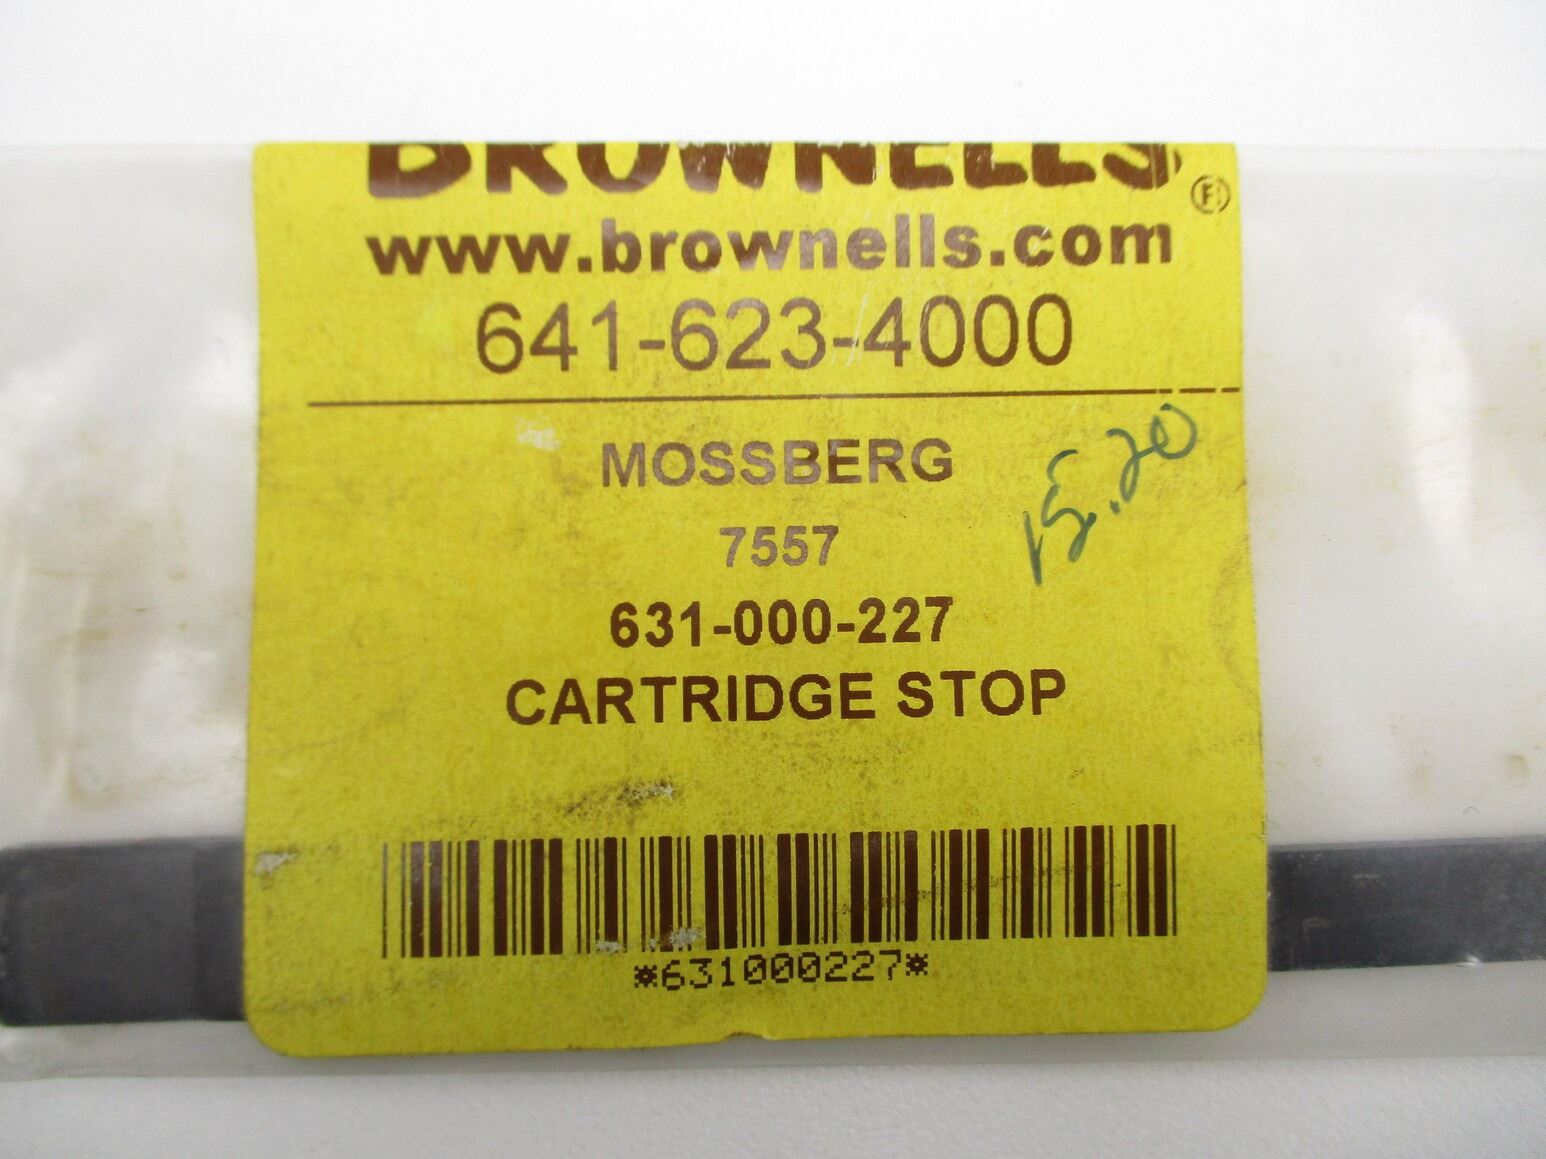 BROWNELLS®
www.brownells.com
641-623-4000
MOSSBERG
15.20
7557
631-000-227
CARTRIDGE STOP
*631000227*